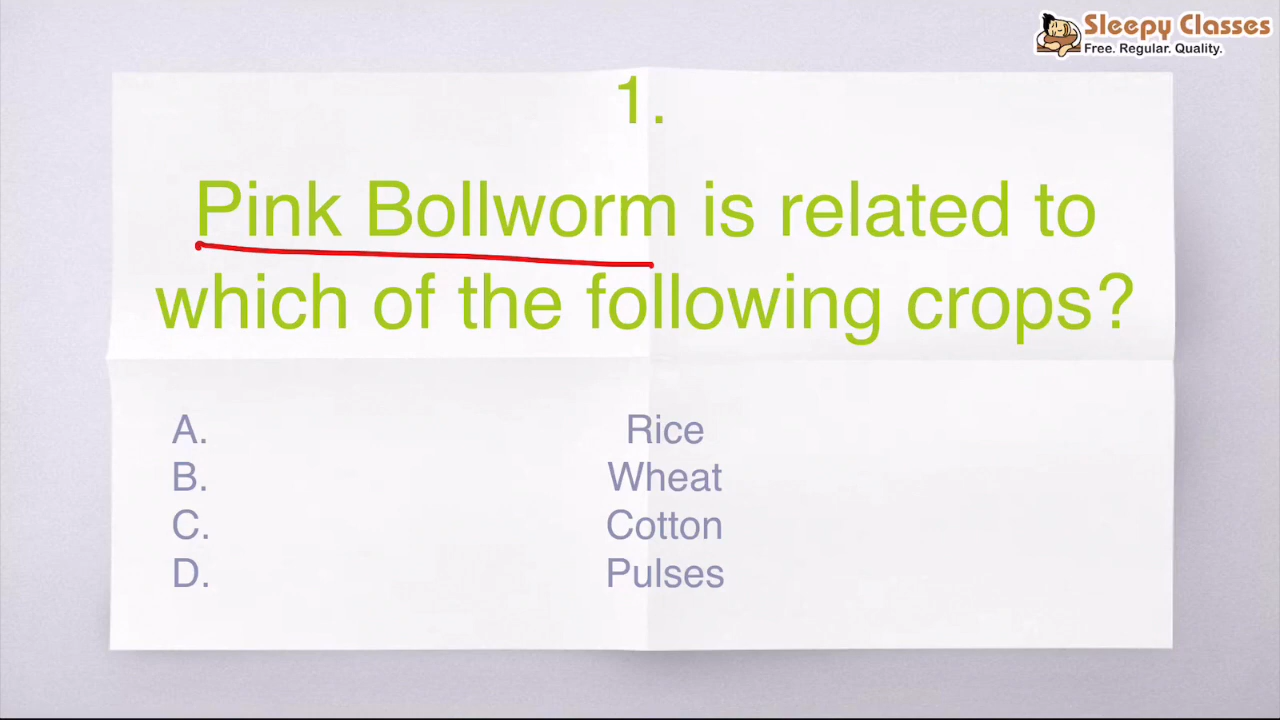 Sleepy Classes
Free. Regular. Quality.
1.
Pink Bollworm is related to
which of the following crops?
A. Rice
B. Wheat
C. Cotton
D. Pulses